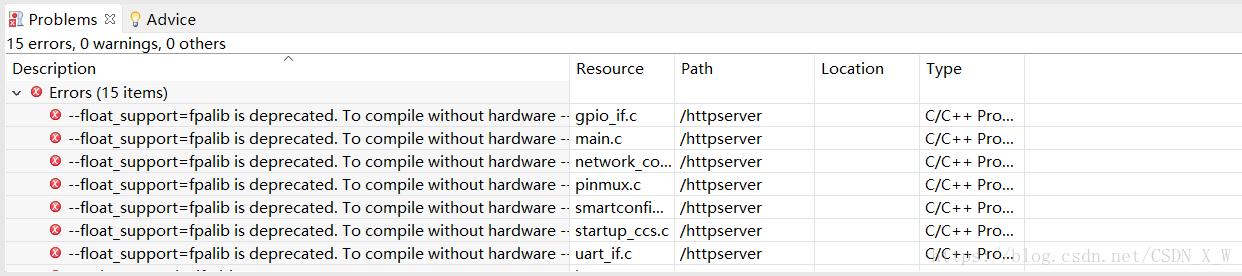 Problems Advice
15 errors, 0 warnings, 0 others
Description Resource Path Location Type
Errors (15 items)
--float_support=fpalib is deprecated. To compile without hardware -- gpio_if.c /httpserver C/C++ Pro...
--float_support=fpalib is deprecated. To compile without hardware -- main.c /httpserver C/C++ Pro...
--float_support=fpalib is deprecated. To compile without hardware -- network_co... /httpserver C/C++ Pro...
--float_support=fpalib is deprecated. To compile without hardware -- pinmux.c /httpserver C/C++ Pro...
--float_support=fpalib is deprecated. To compile without hardware -- smartconfi... /httpserver C/C++ Pro...
--float_support=fpalib is deprecated. To compile without hardware -- startup_ccs.c /httpserver C/C++ Pro...
--float_support=fpalib is deprecated. To compile without hardware -- uart_if.c /httpserver C/C++ Pro...
https://blog.csdn.net/CSDN_X_W